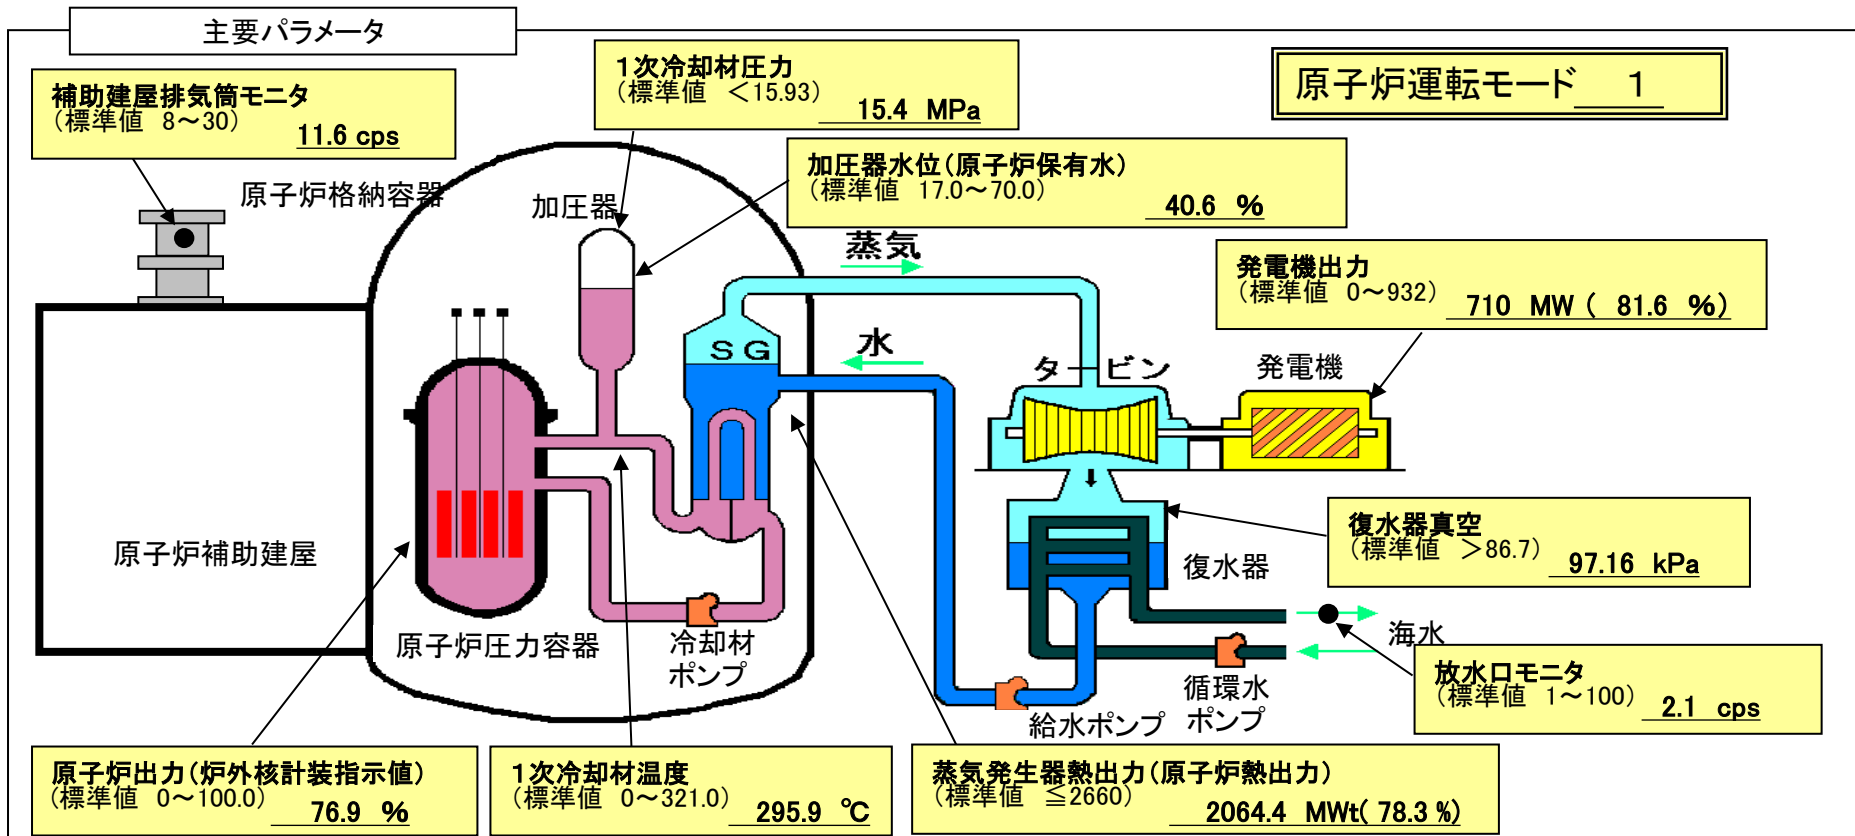 主要パラメータ
補助建屋排気筒モニタ
(標準値 8～30)
11.6 cps
1次冷却材圧力
(標準値 ＜15.93)
15.4 MPa
原子炉運転モード 1
加圧器水位(原子炉保有水)
(標準値 17.0～70.0)
40.6 %
原子炉格納容器
加圧器
蒸気
発電機出力
(標準値 0～932)
710 MW ( 81.6 %)
水
SG
タービン
発電機
原子炉補助建屋
復水器真空
(標準値 ＞86.7)
97.16 kPa
復水器
原子炉圧力容器
冷却材
ポンプ
海水
循環水
ポンプ
給水ポンプ
放水口モニタ
(標準値 1～100)
2.1 cps
原子炉出力(炉外核計装指示値)
(標準値 0～100.0)
76.9 %
1次冷却材温度
(標準値 0～321.0)
295.9 ℃
蒸気発生器熱出力(原子炉熱出力)
(標準値 ≦2660)
2064.4 MWt( 78.3 %)